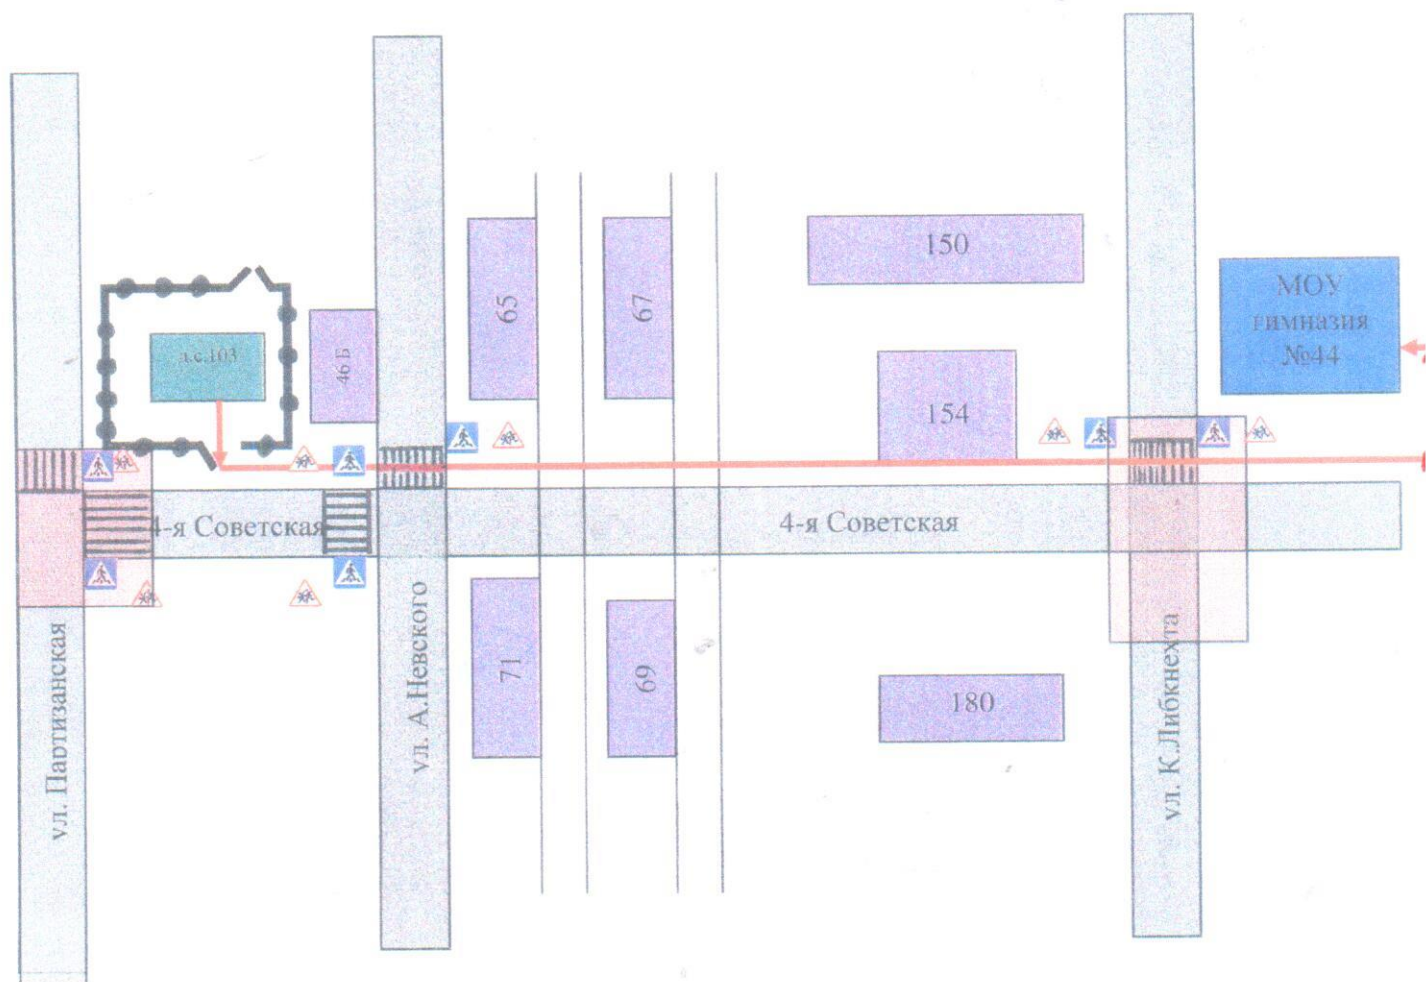 150
МОУ
гимназия
№44
65
67
д.с.103
46 Б
154
4-я Советская
4-я Советская
ул. Партизанская
ул. А.Невского
71
69
180
ул. К.Либкнехта